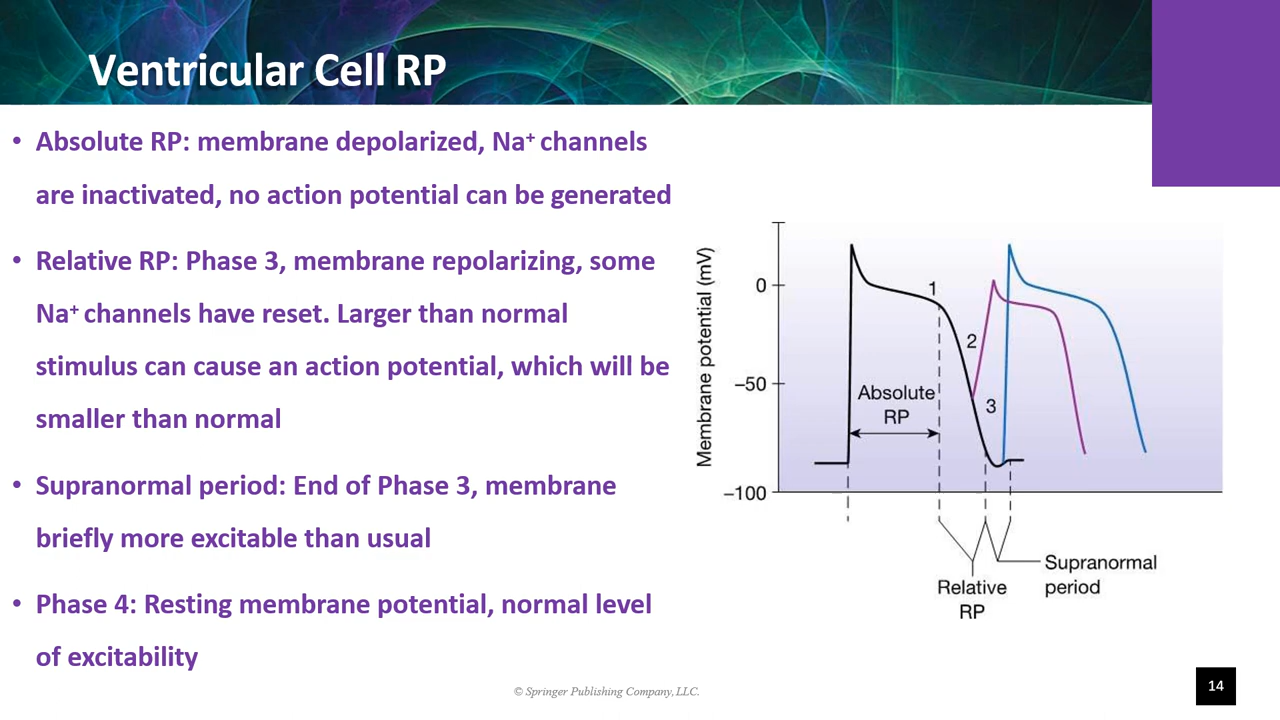 Ventricular Cell RP
• Absolute RP: membrane depolarized, Na⁺ channels
are inactivated, no action potential can be generated
• Relative RP: Phase 3, membrane repolarizing, some
Na⁺ channels have reset. Larger than normal
stimulus can cause an action potential, which will be
smaller than normal
• Supranormal period: End of Phase 3, membrane
briefly more excitable than usual
• Phase 4: Resting membrane potential, normal level
of excitability
Membrane potential (mV)
0
–50
–100
1
2
3
Absolute
RP
Relative
RP
Supranormal
period
© Springer Publishing Company, LLC.
14